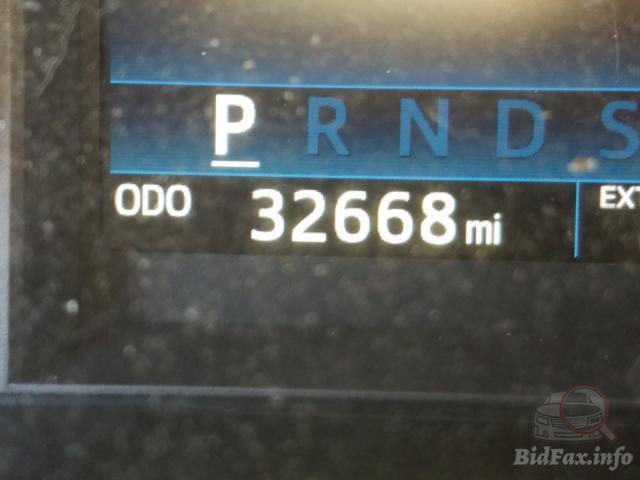 P R N D S
ODO 32668 mi EXT
BidFax.info